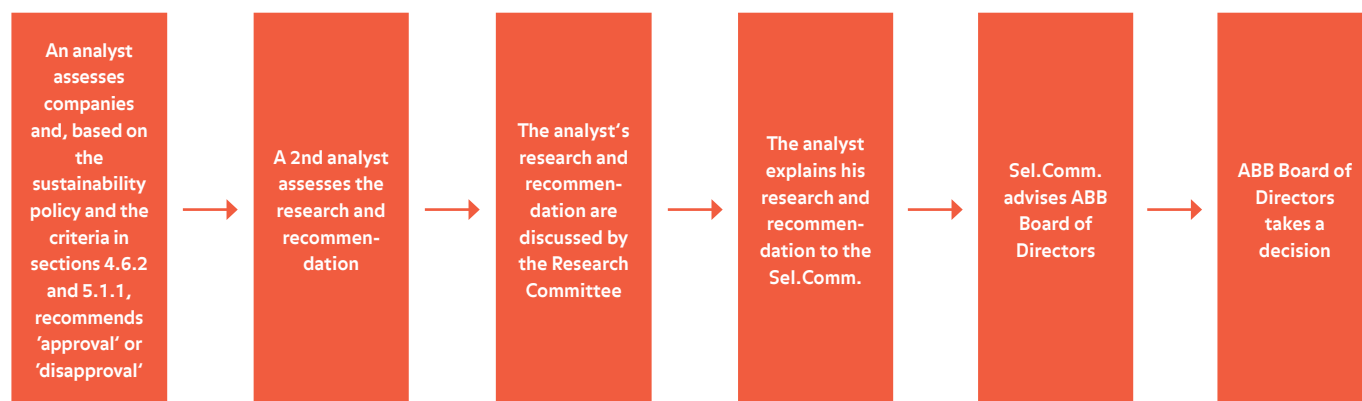 An analyst
assesses
companies
and, based on
the
sustainability
policy and the
criteria in
sections 4.6.2
and 5.1.1,
recommends
‘approval‘ or
‘disapproval‘
A 2nd analyst
assesses the
research and
recommen-
dation
The analyst‘s
research and
recommen-
dation are
discussed by
the Research
Committee
The analyst
explains his
research and
recommen-
dation to the
Sel.Comm.
Sel.Comm.
advises ABB
Board of
Directors
ABB Board of
Directors
takes a
decision